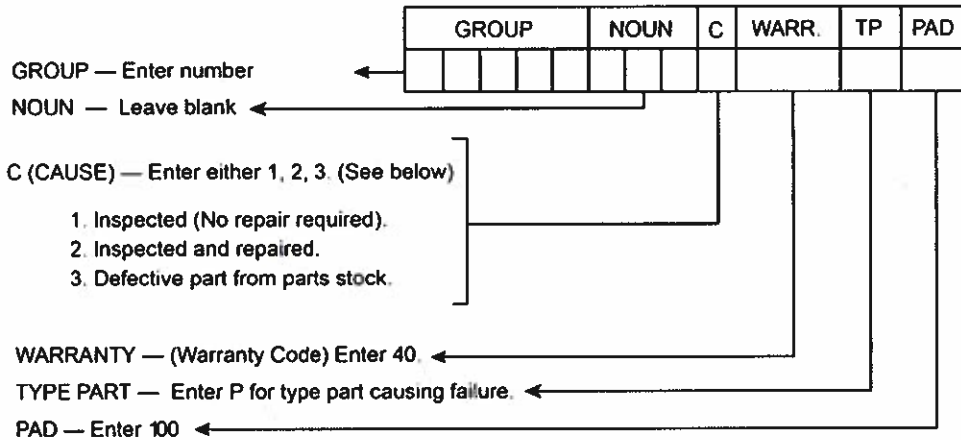 GROUP NOUN C WARR. TP PAD
GROUP — Enter number
NOUN — Leave blank
C (CAUSE) — Enter either 1, 2, 3. (See below)
1. Inspected (No repair required).
2. Inspected and repaired.
3. Defective part from parts stock.
WARRANTY — (Warranty Code) Enter 40.
TYPE PART — Enter P for type part causing failure.
PAD — Enter 100